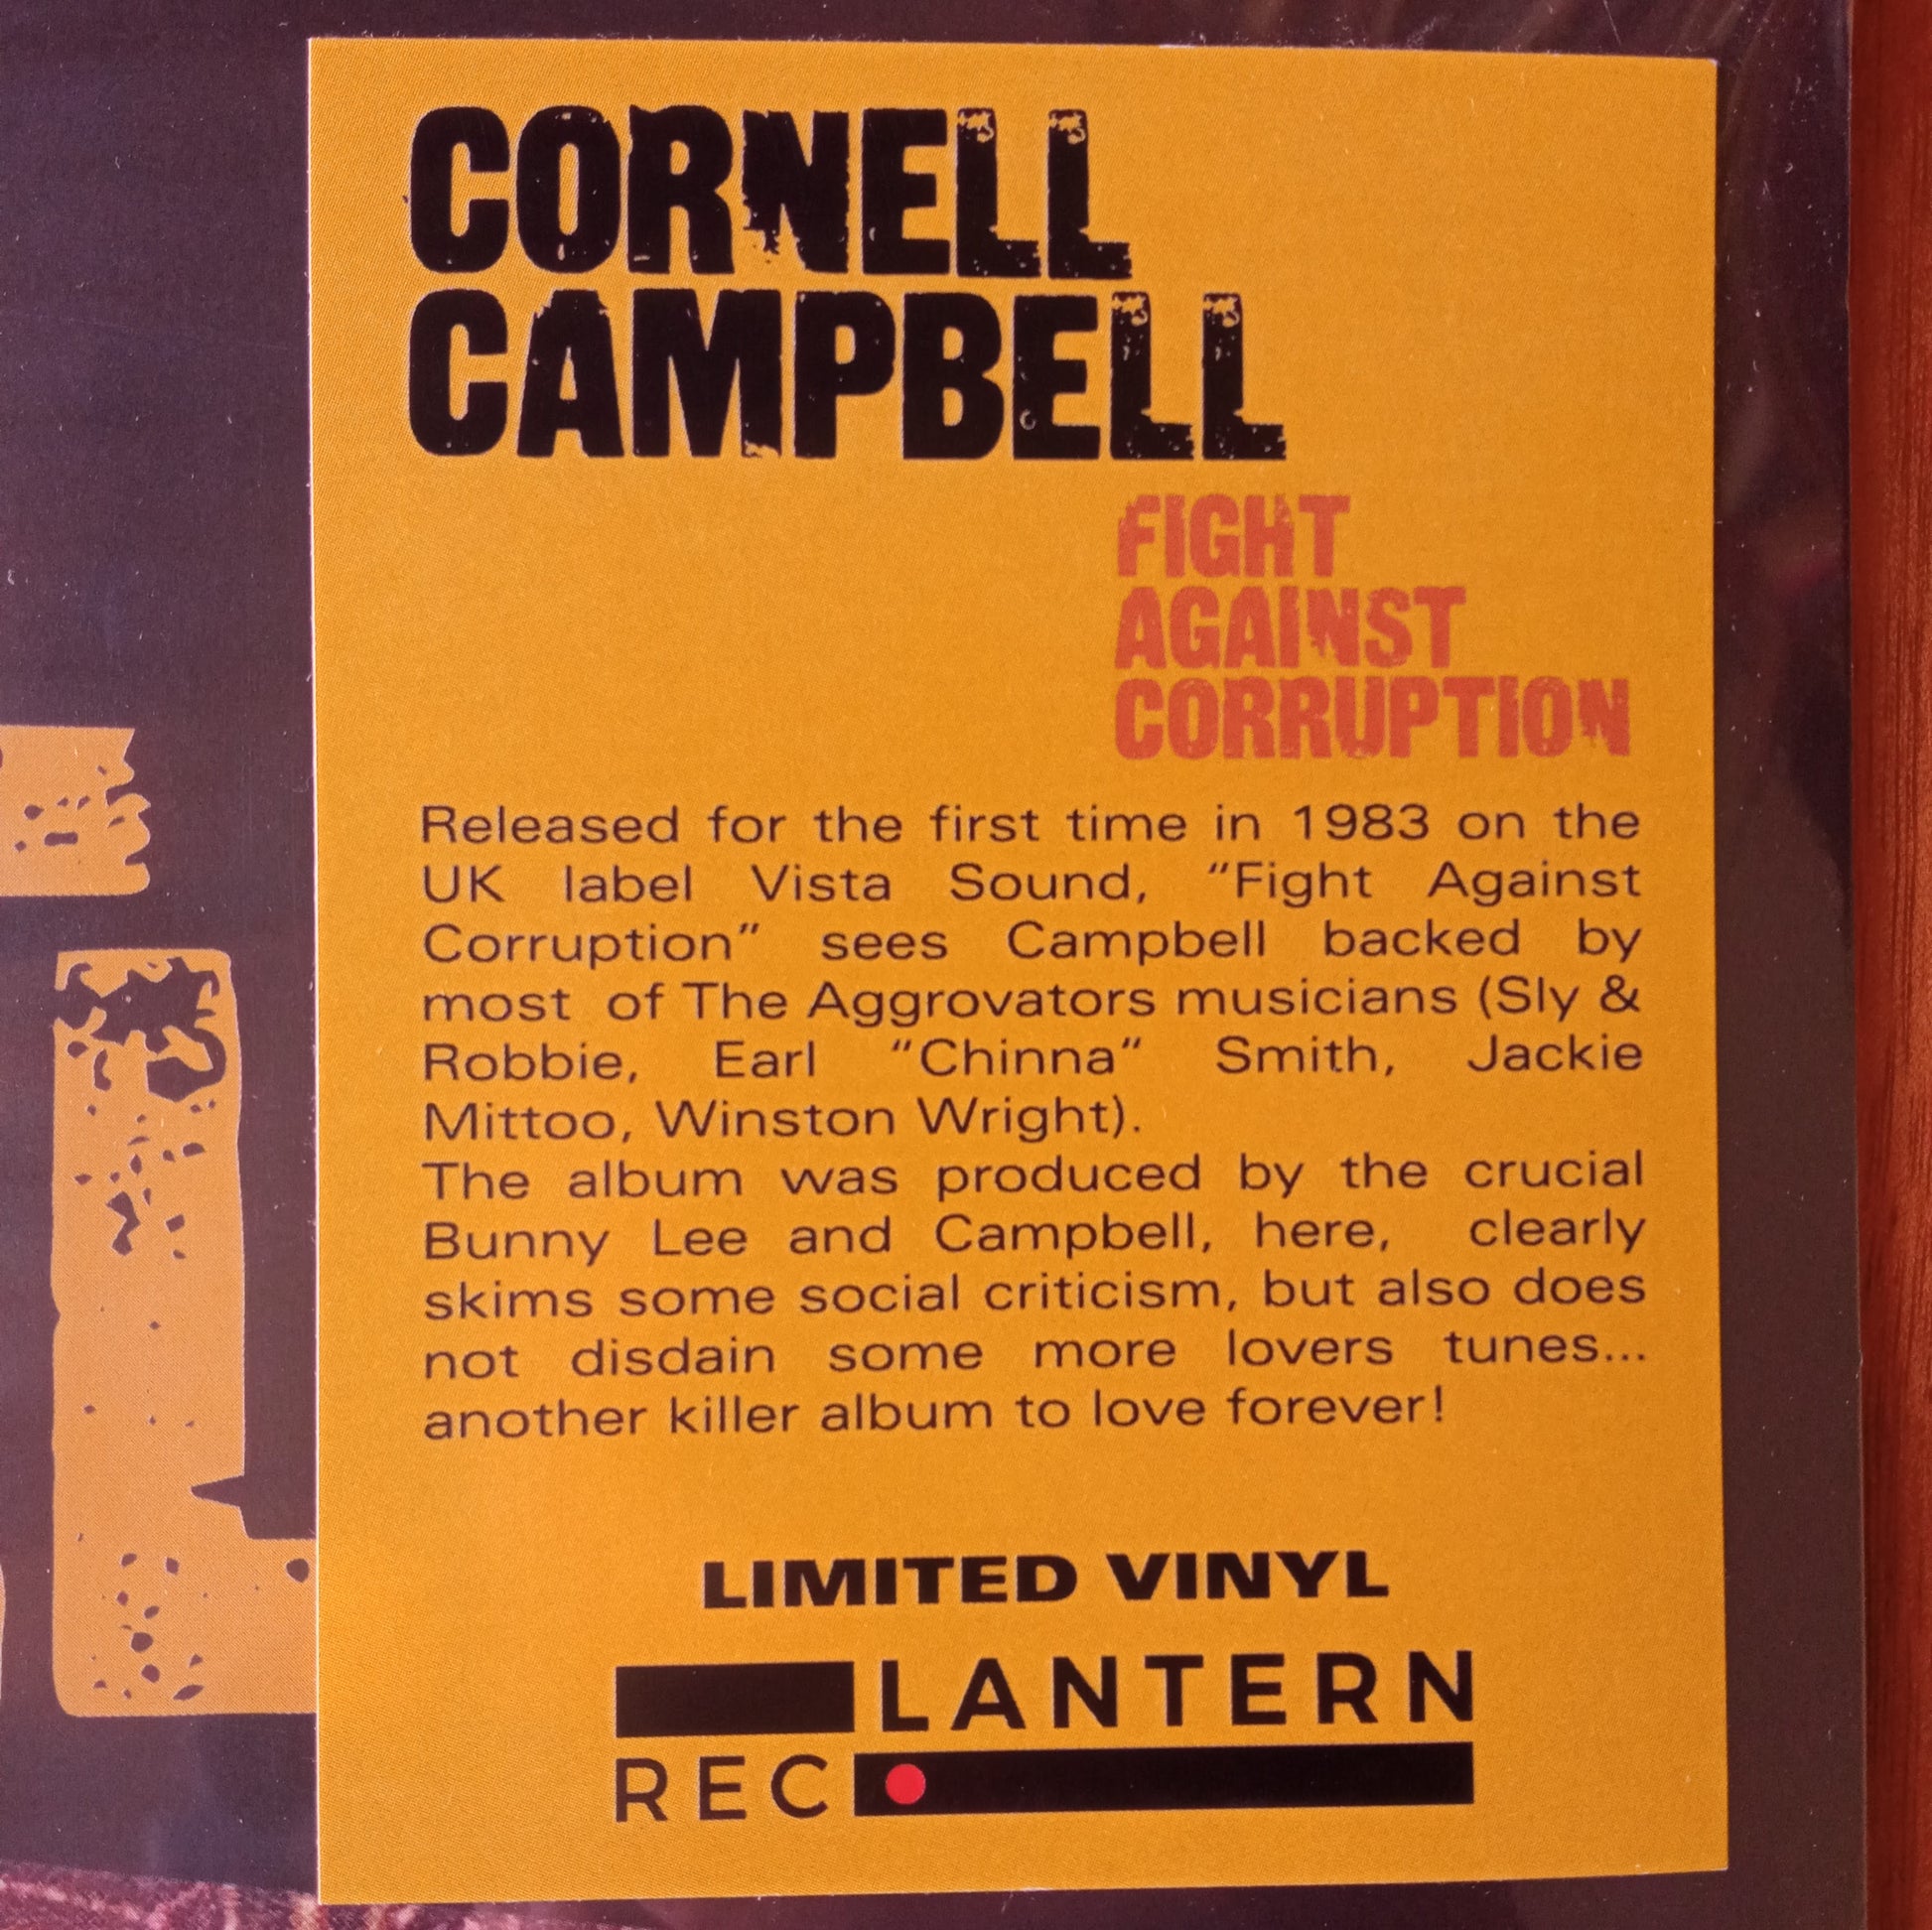 CORNELL
CAMPBELL
FIGHT
AGAINST
CORRUPTION
Released for the first time in 1983 on the
UK label Vista Sound, “Fight Against
Corruption” sees Campbell backed by
most of The Aggrovators musicians (Sly &
Robbie, Earl “Chinna“ Smith, Jackie
Mittoo, Winston Wright).
The album was produced by the crucial
Bunny Lee and Campbell, here, clearly
skims some social criticism, but also does
not disdain some more lovers tunes...
another killer album to love forever!
LIMITED VINYL
LANTERN
REC